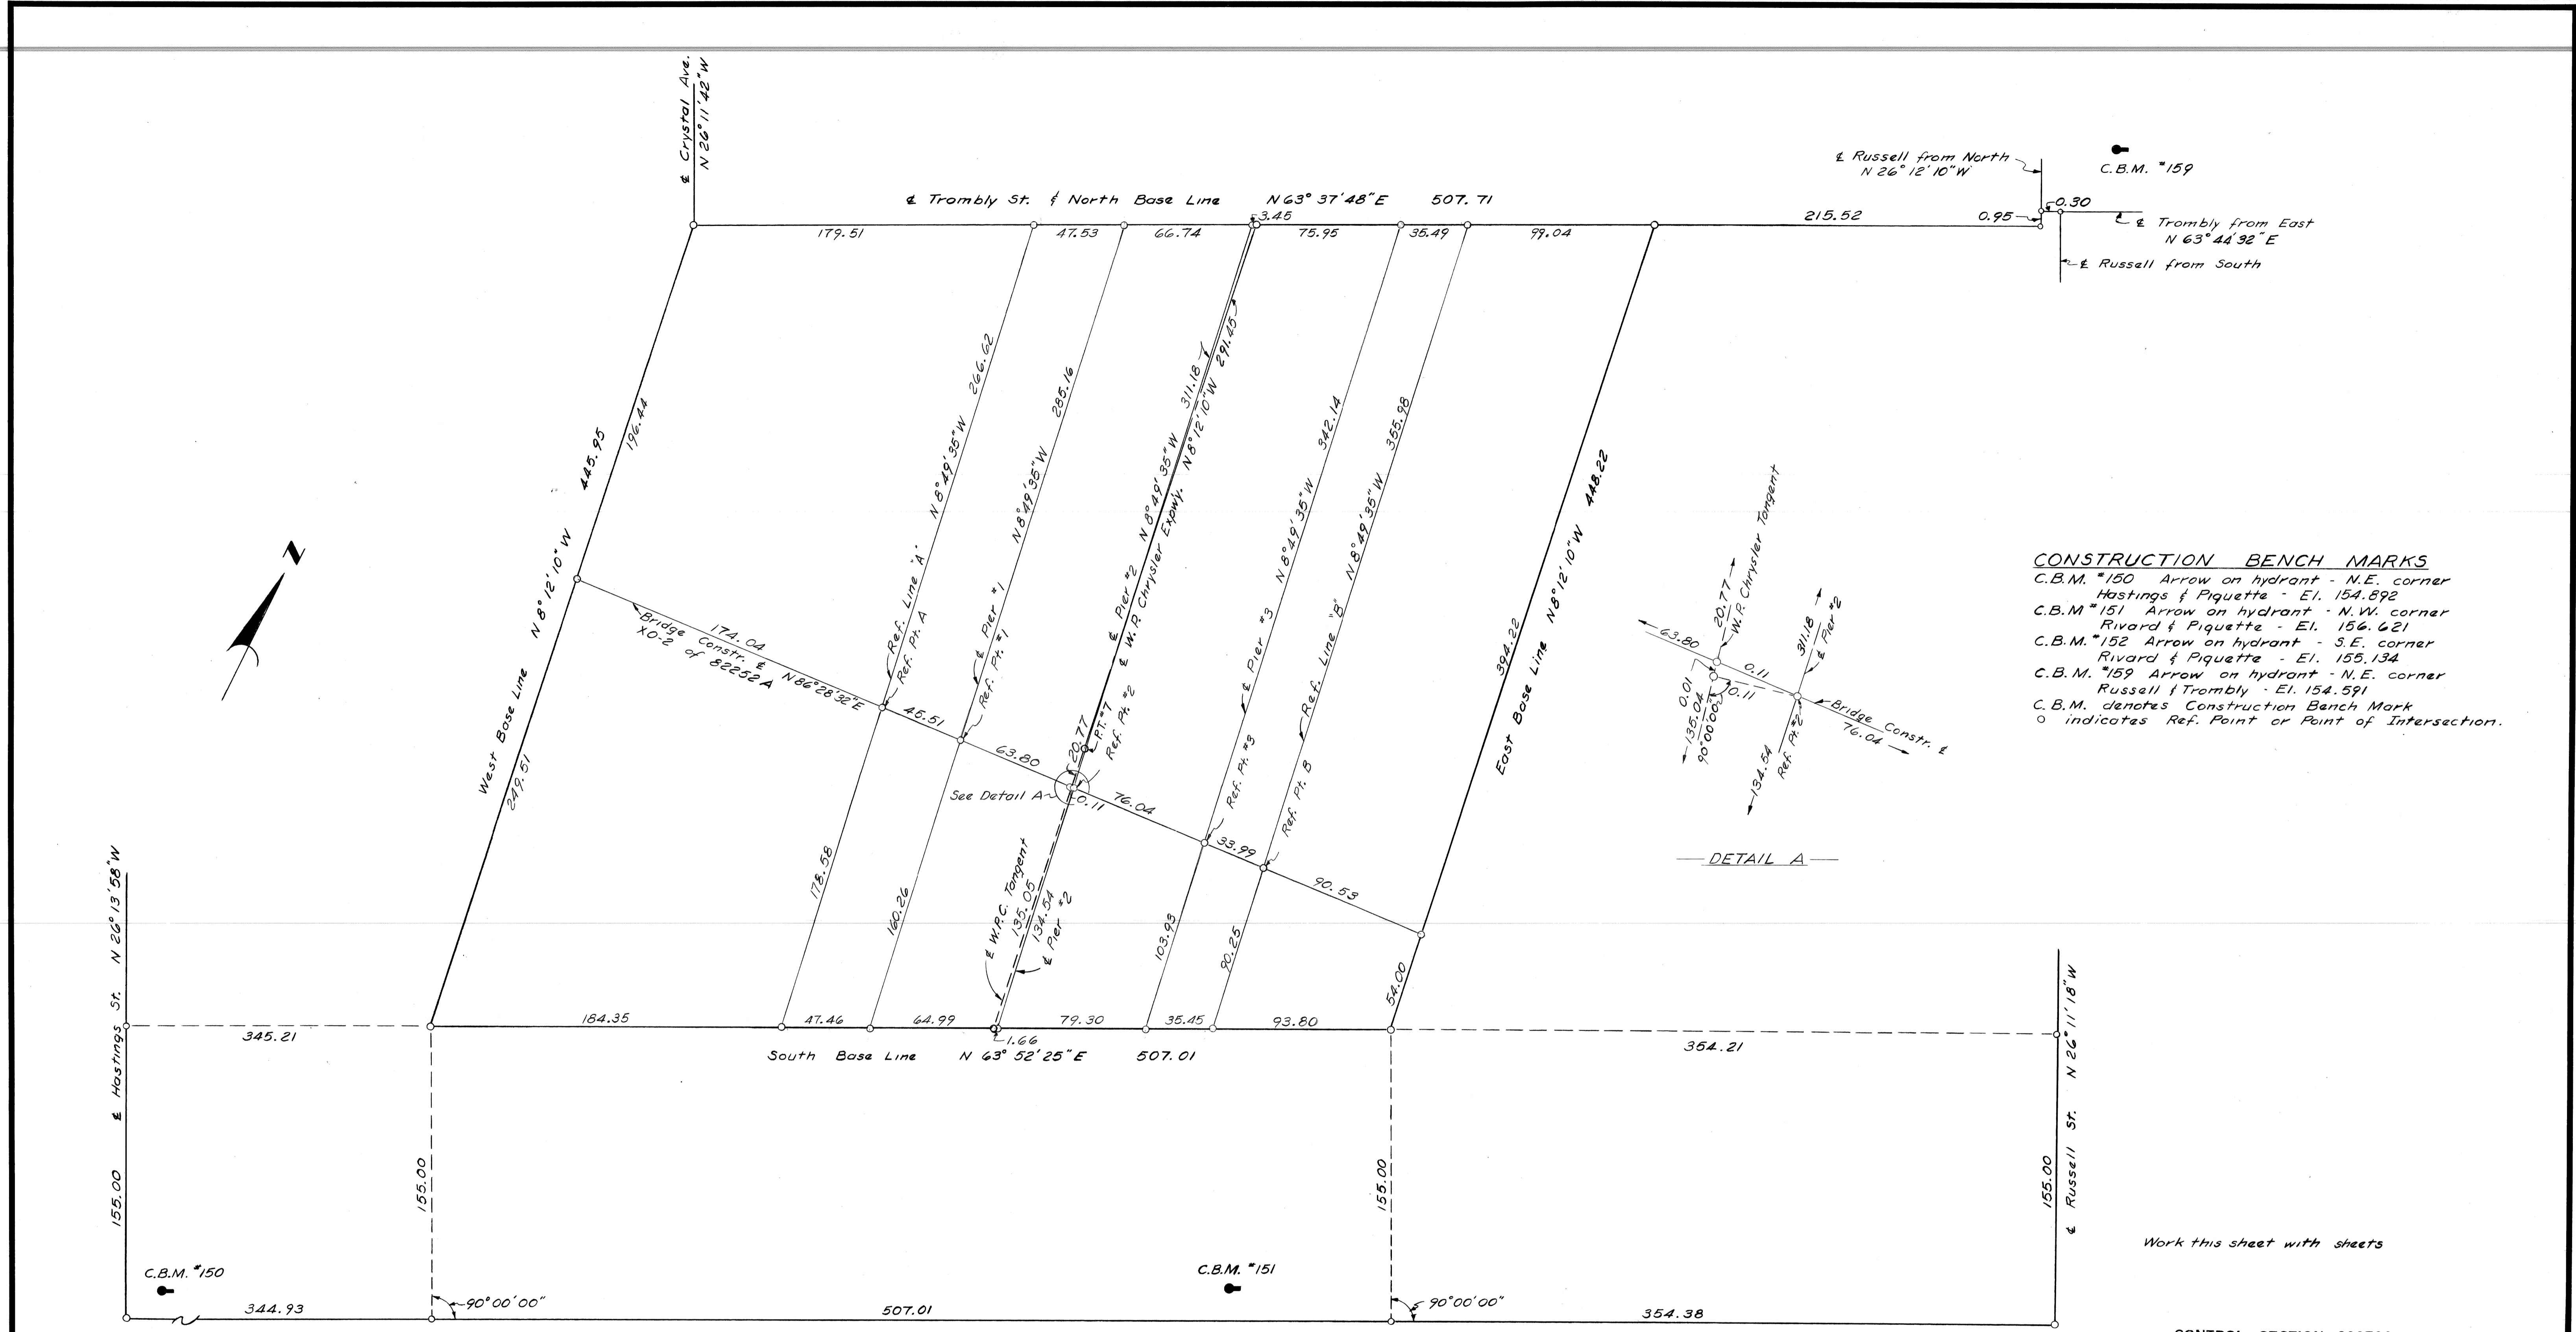 ℄ Crystal Ave.
N 26° 11' 42" W
℄ Trombly St. & North Base Line N 63° 37' 48" E 507.71
3.45
179.51
47.53
66.74
75.95
35.49
99.04
215.52
0.95
0.30
℄ Russell from North
N 26° 12' 10" W
C.B.M. #159
℄ Trombly from East
N 63° 44' 32" E
℄ Russell from South
West Base Line N 8° 12' 10" W 445.95
196.44
249.51
Ref. Line "A" N 8° 49' 35" W 266.62
Ref. Pt. A
℄ Pier #1 N 8° 49' 35" W 285.16
Ref. Pt. #1
℄ Pier #2 N 8° 49' 35" W 311.18
℄ W.P. Chrysler Expwy. N 8° 12' 10" W 291.45
P.T. #7
Ref. Pt. #2
℄ Pier #3 N 8° 49' 35" W 342.14
Ref. Pt. #3
Ref. Line "B" N 8° 49' 35" W 355.98
Ref. Pt. B
East Base Line N 8° 12' 10" W 448.22
394.22
54.00
174.04
Bridge Constr. ℄ N 86° 28' 32" E
XO-2 of 82252A
45.51
63.80
20.77
0.11
See Detail A
76.04
33.99
90.53
178.58
160.26
℄ W.P.C. Tangent
135.05
134.54
℄ Pier #2
103.93
90.25
20.77
W.P. Chrysler Tangent
311.18
℄ Pier #2
63.80
0.11
0.01
0.11
135.04
90°00'00"
134.54
Ref. Pt. #2
Bridge Constr. ℄
76.04
DETAIL A
CONSTRUCTION BENCH MARKS
C.B.M. #150 Arrow on hydrant - N.E. corner
Hastings & Piquette - El. 154.892
C.B.M #151 Arrow on hydrant - N.W. corner
Rivard & Piquette - El. 156.621
C.B.M. #152 Arrow on hydrant - S.E. corner
Rivard & Piquette - El. 155.134
C.B.M. #159 Arrow on hydrant - N.E. corner
Russell & Trombly - El. 154.591
C.B.M. denotes Construction Bench Mark
o indicates Ref. Point or Point of Intersection.
℄ Hastings St. N 26° 13' 58" W
155.00
345.21
184.35
47.46
64.99
1.66
79.30
35.45
93.80
354.21
South Base Line N 63° 52' 25" E 507.01
℄ Russell St. N 26° 11' 18" W
155.00
155.00
155.00
C.B.M. #150
344.93
90°00'00"
507.01
C.B.M. #151
90°00'00"
354.38
Work this sheet with sheets
N